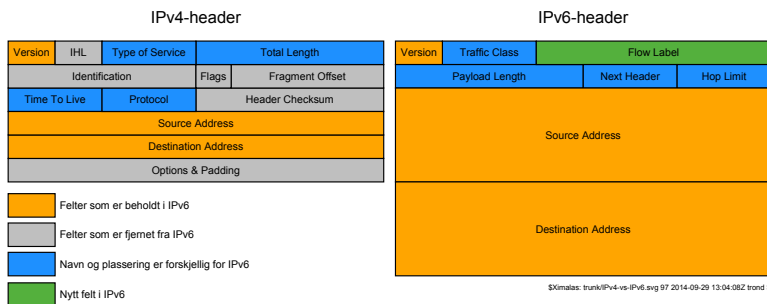 IPv4-header
Version IHL Type of Service Total Length
Identification Flags Fragment Offset
Time To Live Protocol Header Checksum
Source Address
Destination Address
Options & Padding
Felter som er beholdt i IPv6
Felter som er fjernet fra IPv6
Navn og plassering er forskjellig for IPv6
Nytt felt i IPv6
IPv6-header
Version Traffic Class Flow Label
Payload Length Next Header Hop Limit
Source Address
Destination Address
$Ximalas: trunk/IPv4-vs-IPv6.svg 97 2014-09-29 13:04:08Z trond